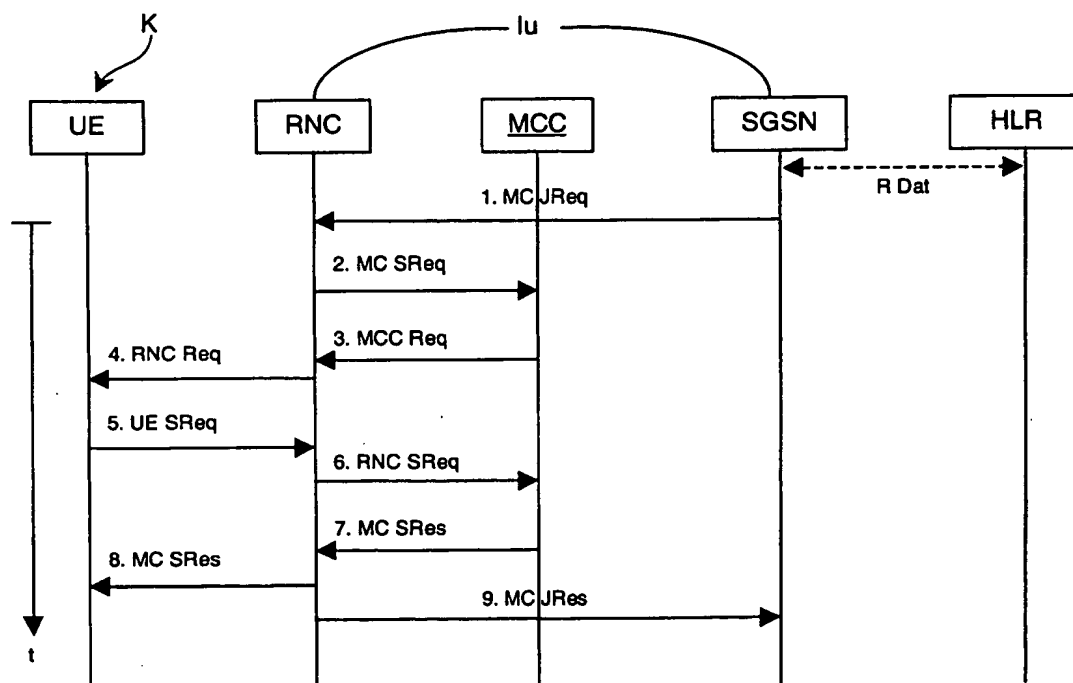 K
Iu
UE
RNC
MCC
SGSN
HLR
R Dat
1. MC JReq
2. MC SReq
3. MCC Req
4. RNC Req
5. UE SReq
6. RNC SReq
7. MC SRes
8. MC SRes
9. MC JRes
t